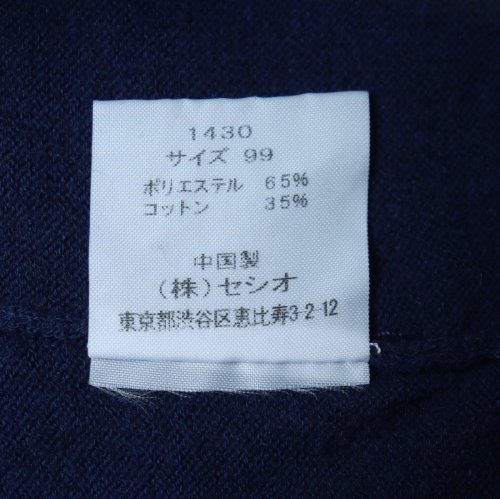 1430
サイズ 99
ポリエステル 65%
コットン 35%
中国製
(株)セシオ
東京都渋谷区恵比寿3-2-12